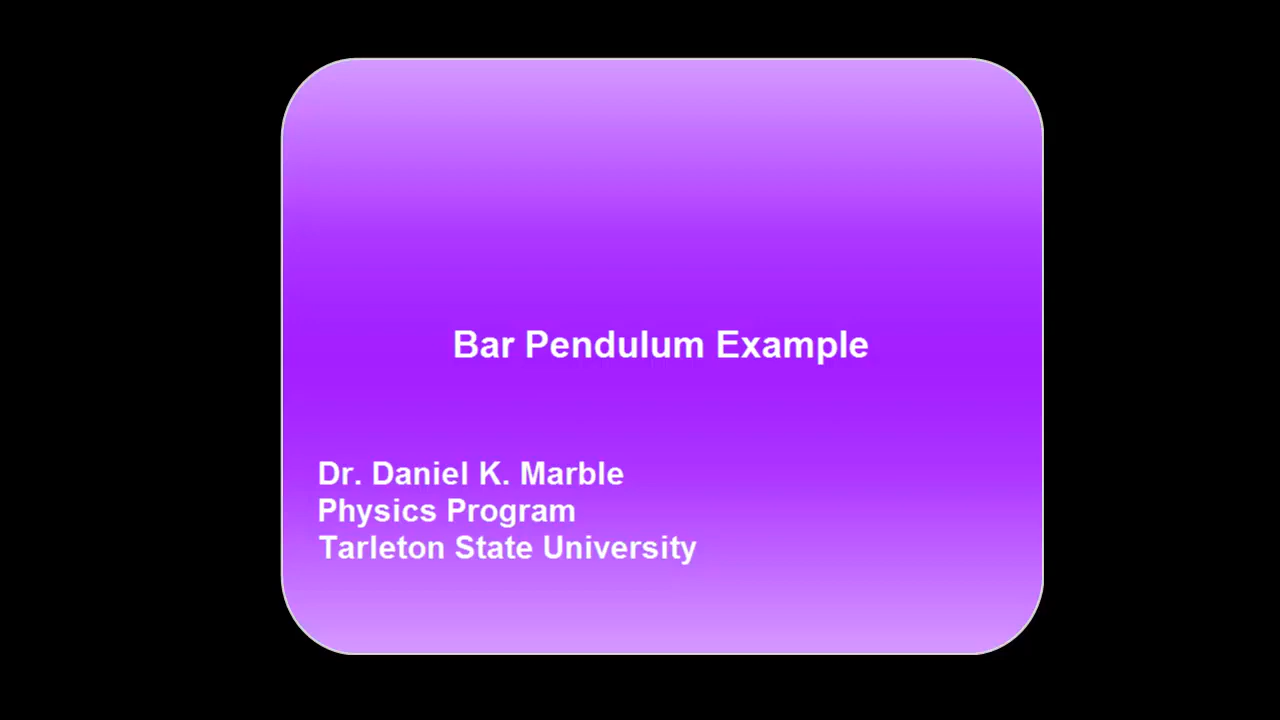 Bar Pendulum Example
Dr. Daniel K. Marble
Physics Program
Tarleton State University